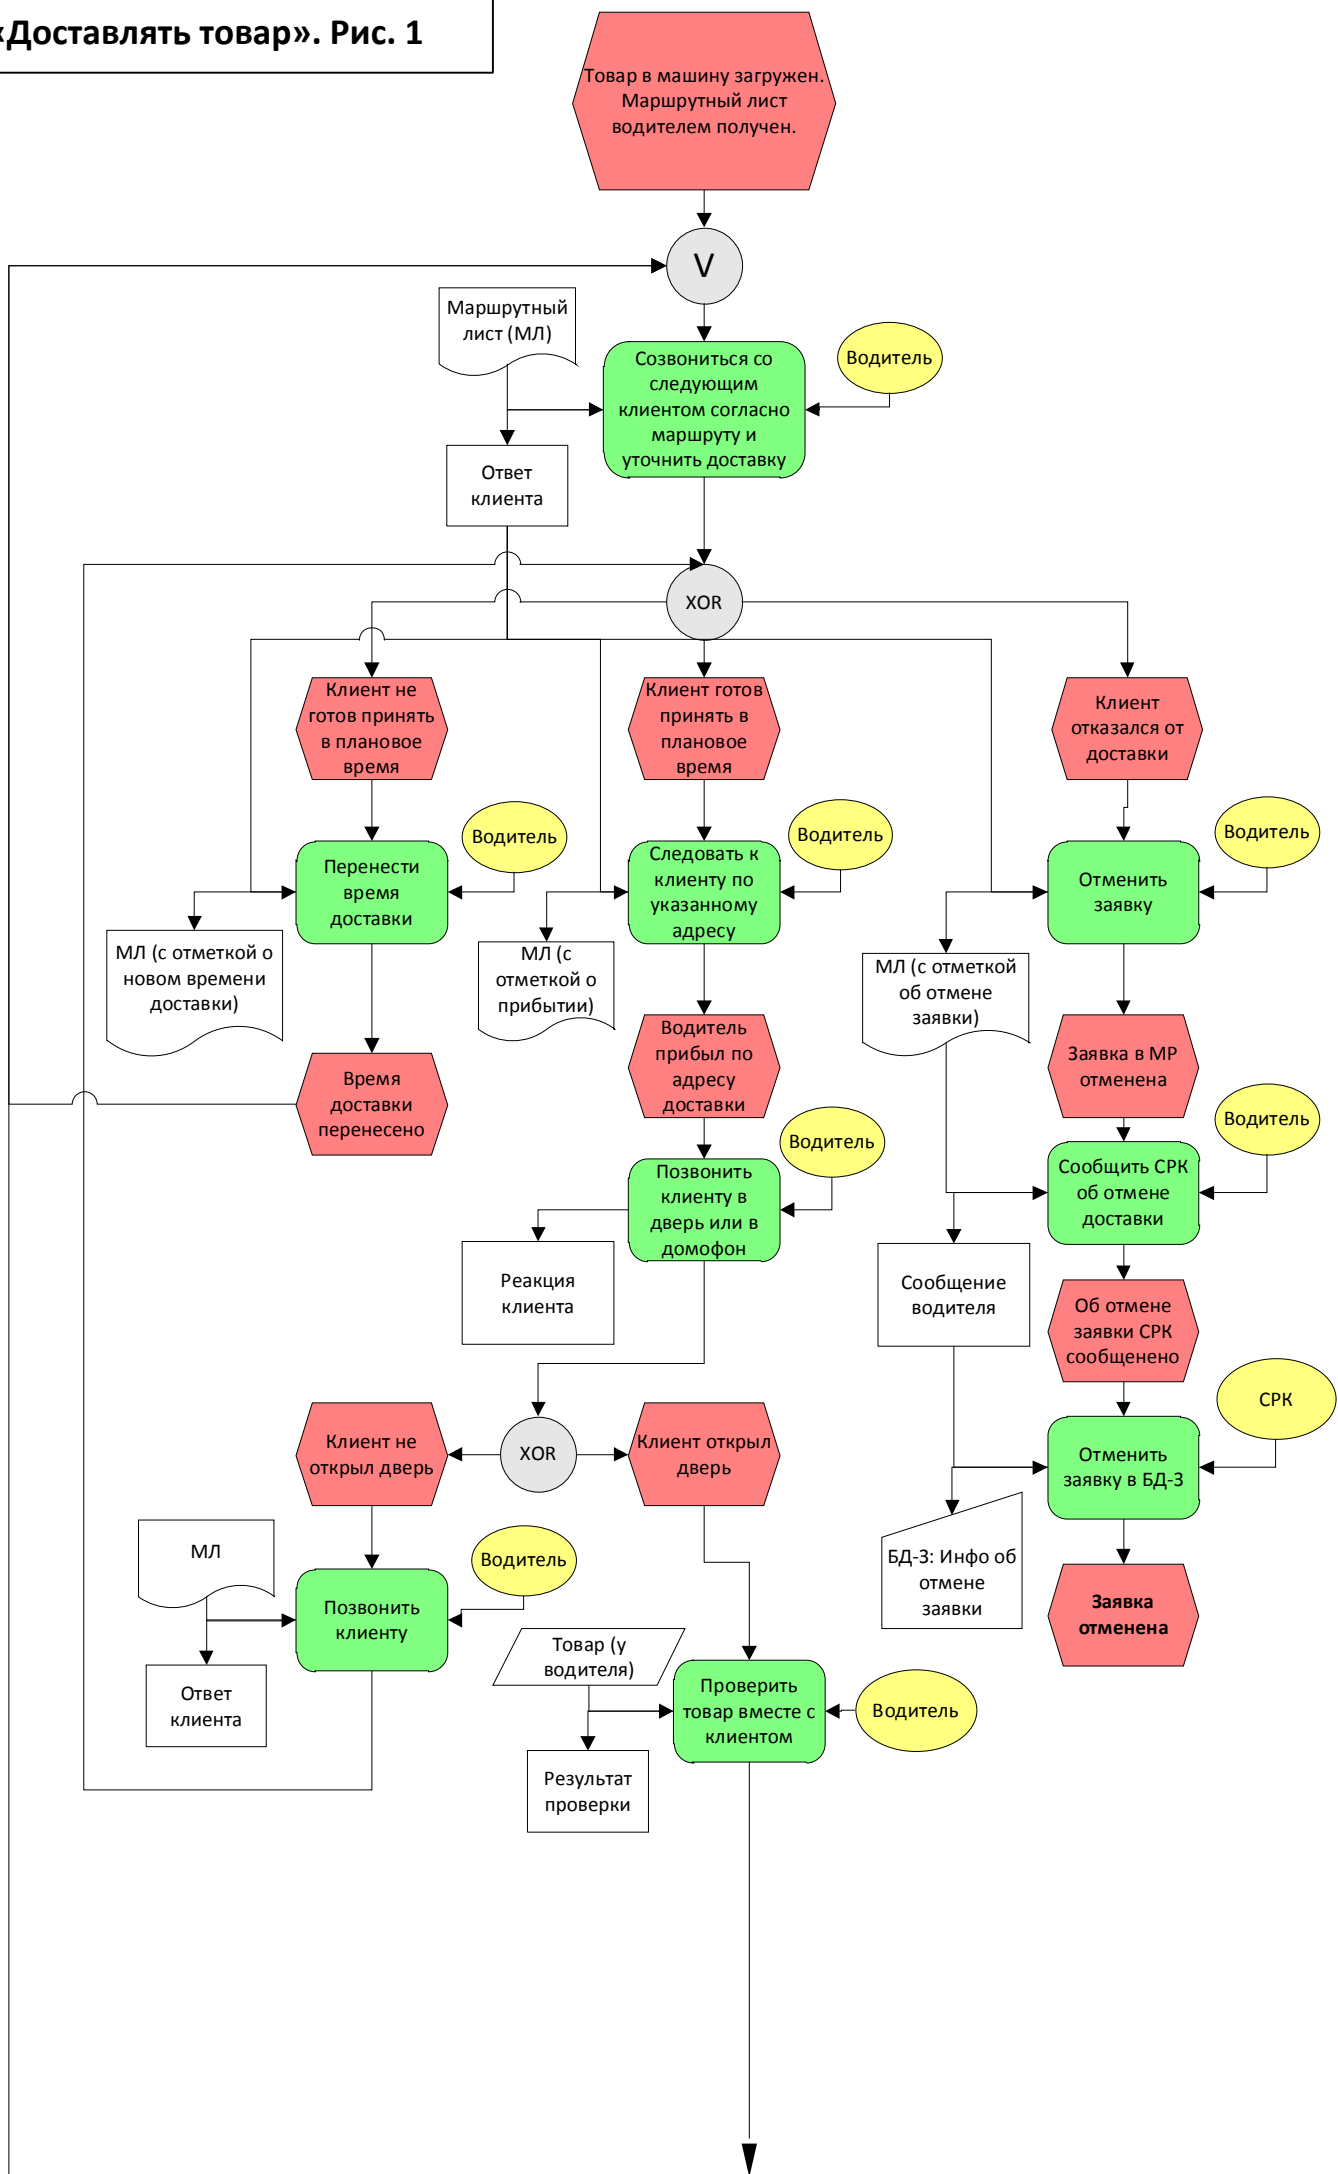 «Доставлять товар». Рис. 1
Товар в машину загружен.
Маршрутный лист
водителем получен.
V
Маршрутный
лист (МЛ)
Созвониться со
следующим
клиентом согласно
маршруту и
уточнить доставку
Водитель
Ответ
клиента
XOR
Клиент не
готов принять
в плановое
время
Клиент готов
принять в
плановое
время
Клиент
отказался от
доставки
Перенести
время
доставки
Водитель
Следовать к
клиенту по
указанному
адресу
Водитель
Отменить
заявку
Водитель
МЛ (с отметкой о
новом времени
доставки)
МЛ (с
отметкой о
прибытии)
МЛ (с отметкой
об отмене
заявки)
Время
доставки
перенесено
Водитель
прибыл по
адресу
доставки
Заявка в МР
отменена
Позвонить
клиенту в
дверь или в
домофон
Водитель
Сообщить СРК
об отмене
доставки
Водитель
Реакция
клиента
Сообщение
водителя
Об отмене
заявки СРК
сообщенено
Клиент не
открыл дверь
XOR
Клиент открыл
дверь
Отменить
заявку в БД-3
СРК
МЛ
Позвонить
клиенту
Водитель
БД-3: Инфо об
отмене
заявки
Заявка
отменена
Ответ
клиента
Товар (у
водителя)
Проверить
товар вместе с
клиентом
Водитель
Результат
проверки